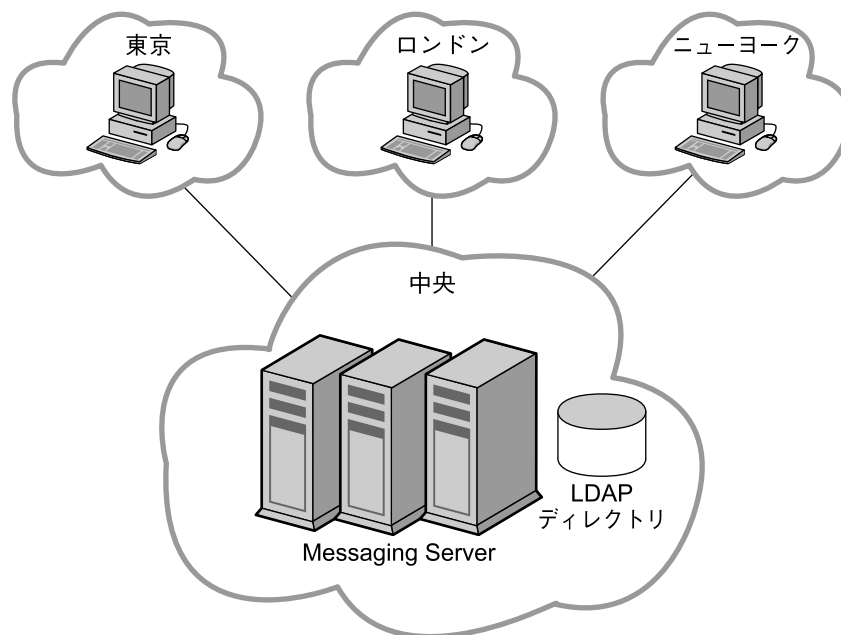 東京
ロンドン
ニューヨーク
中央
LDAP
ディレクトリ
Messaging Server